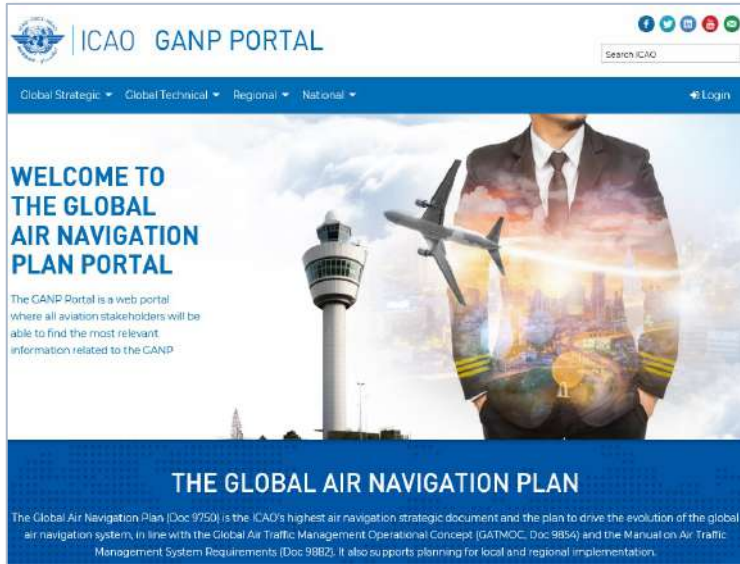 ICAO GANP PORTAL
Search ICAO
Global Strategic Global Technical Regional National Login
WELCOME TO
THE GLOBAL
AIR NAVIGATION
PLAN PORTAL
The GANP Portal is a web portal
where all aviation stakeholders will be
able to find the most relevant
information related to the GANP
THE GLOBAL AIR NAVIGATION PLAN
The Global Air Navigation Plan (Doc 9750) is the ICAO's highest air navigation strategic document and the plan to drive the evolution of the global
air navigation system, in line with the Global Air Traffic Management Operational Concept (GATMOC, Doc 9854) and the Manual on Air Traffic
Management System Requirements (Doc 9882). It also supports planning for local and regional implementation.